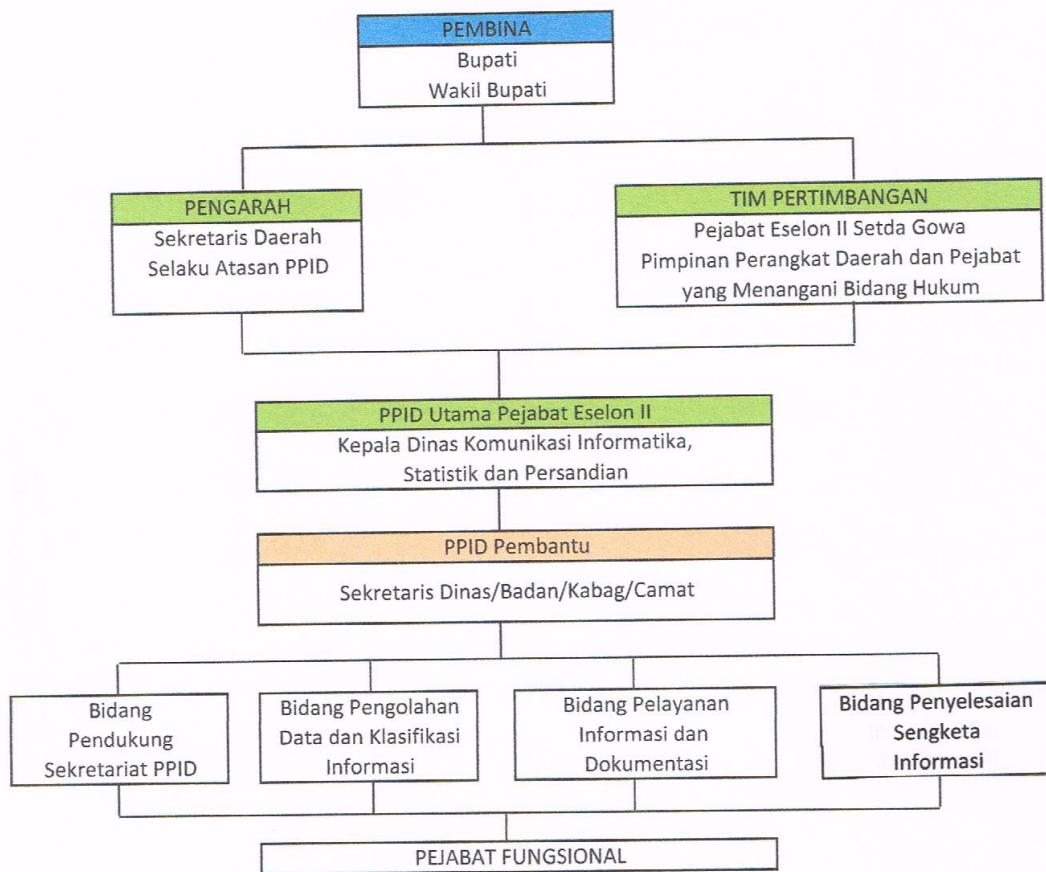 PEMBINA
Bupati
Wakil Bupati
PENGARAH
Sekretaris Daerah
Selaku Atasan PPID
TIM PERTIMBANGAN
Pejabat Eselon II Setda Gowa
Pimpinan Perangkat Daerah dan Pejabat
yang Menangani Bidang Hukum
PPID Utama Pejabat Eselon II
Kepala Dinas Komunikasi Informatika,
Statistik dan Persandian
PPID Pembantu
Sekretaris Dinas/Badan/Kabag/Camat
Bidang
Pendukung
Sekretariat PPID
Bidang Pengolahan
Data dan Klasifikasi
Informasi
Bidang Pelayanan
Informasi dan
Dokumentasi
Bidang Penyelesaian
Sengketa
Informasi
PEJABAT FUNGSIONAL